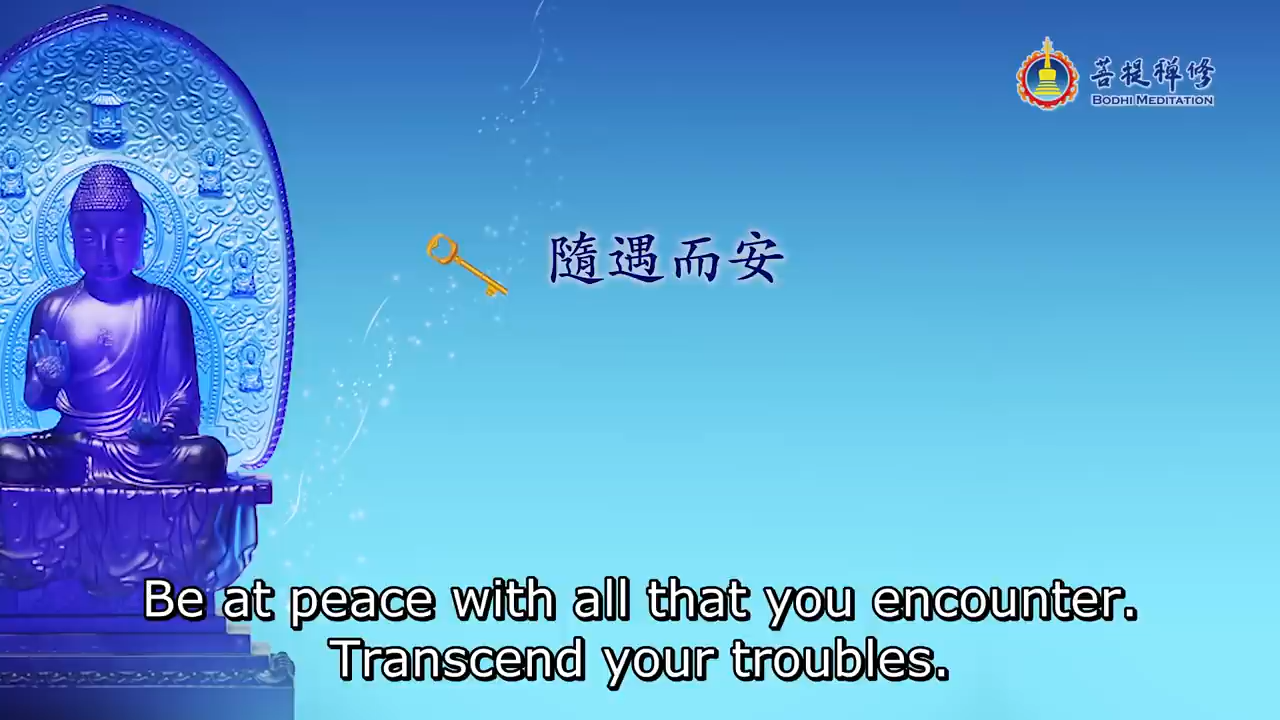 菩提禪修
BODHI MEDITATION
隨遇而安
Be at peace with all that you encounter.
Transcend your troubles.